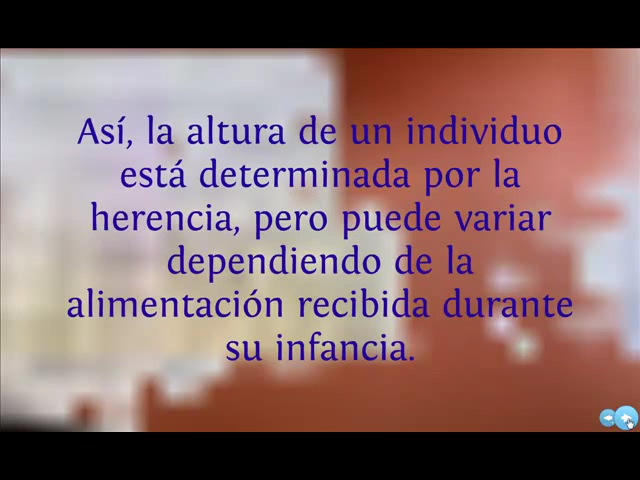 Así, la altura de un individuo
está determinada por la
herencia, pero puede variar
dependiendo de la
alimentación recibida durante
su infancia.